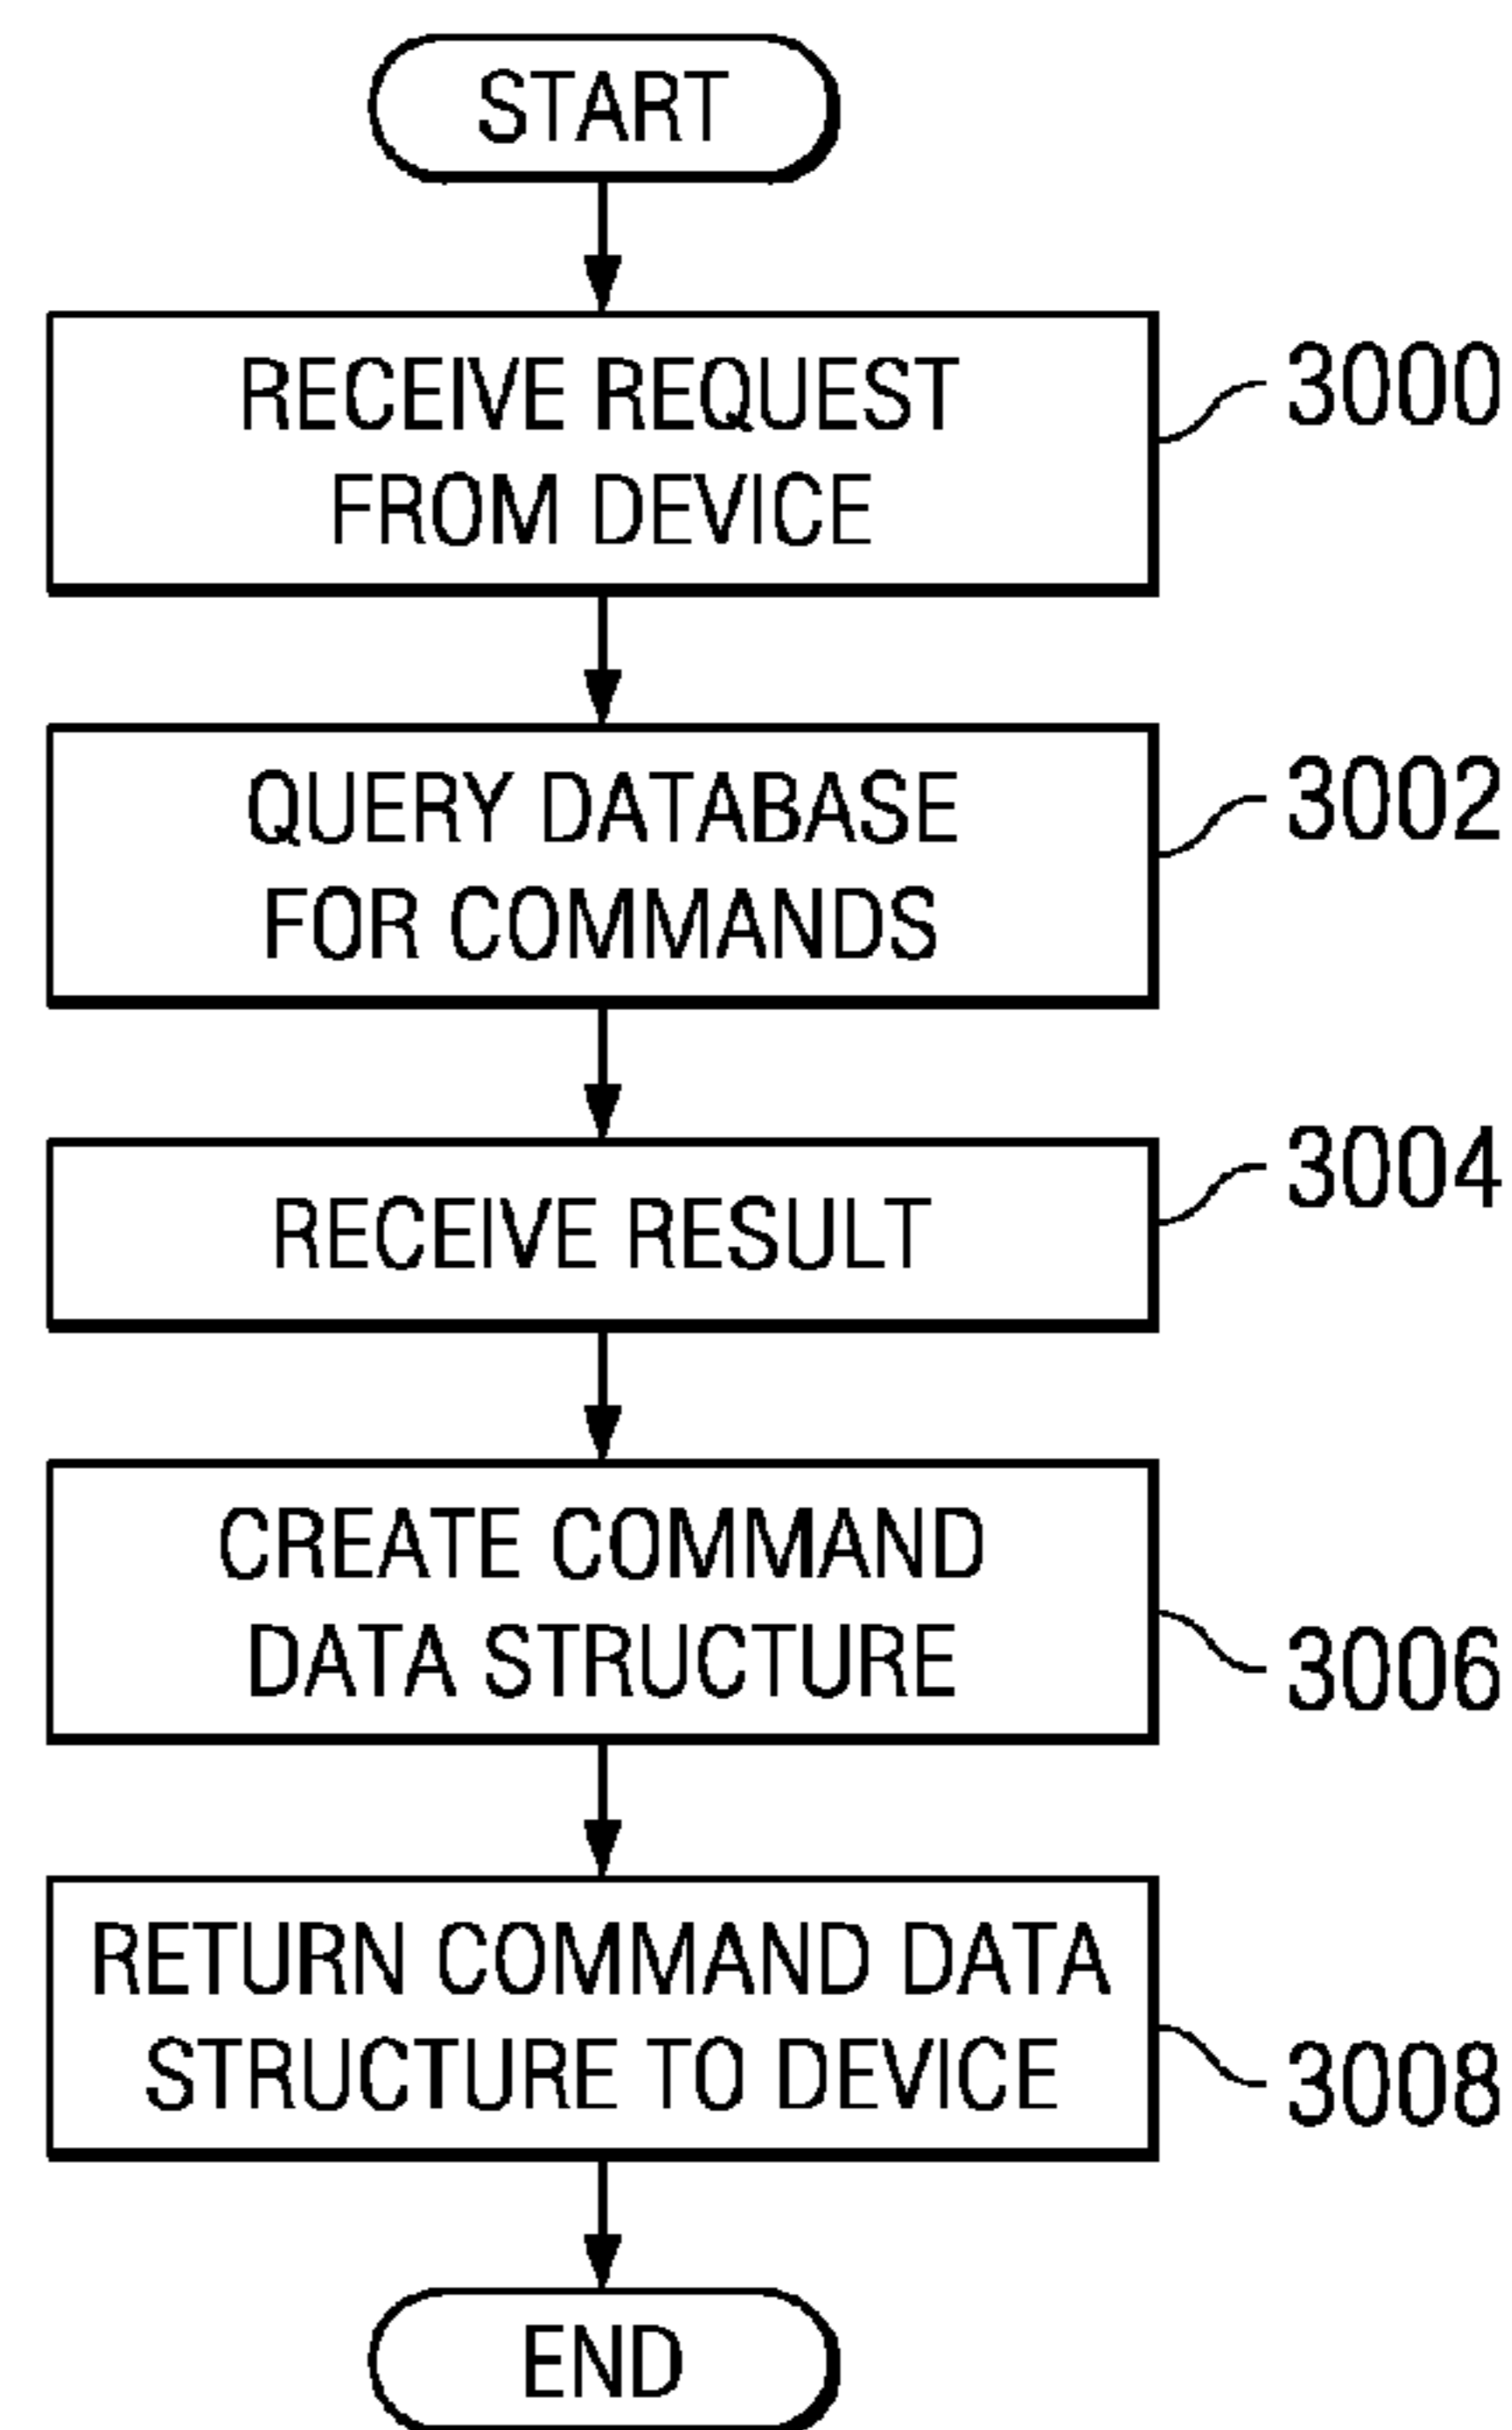 START
RECEIVE REQUEST
FROM DEVICE
3000
QUERY DATABASE
FOR COMMANDS
3002
RECEIVE RESULT
3004
CREATE COMMAND
DATA STRUCTURE
3006
RETURN COMMAND DATA
STRUCTURE TO DEVICE
3008
END